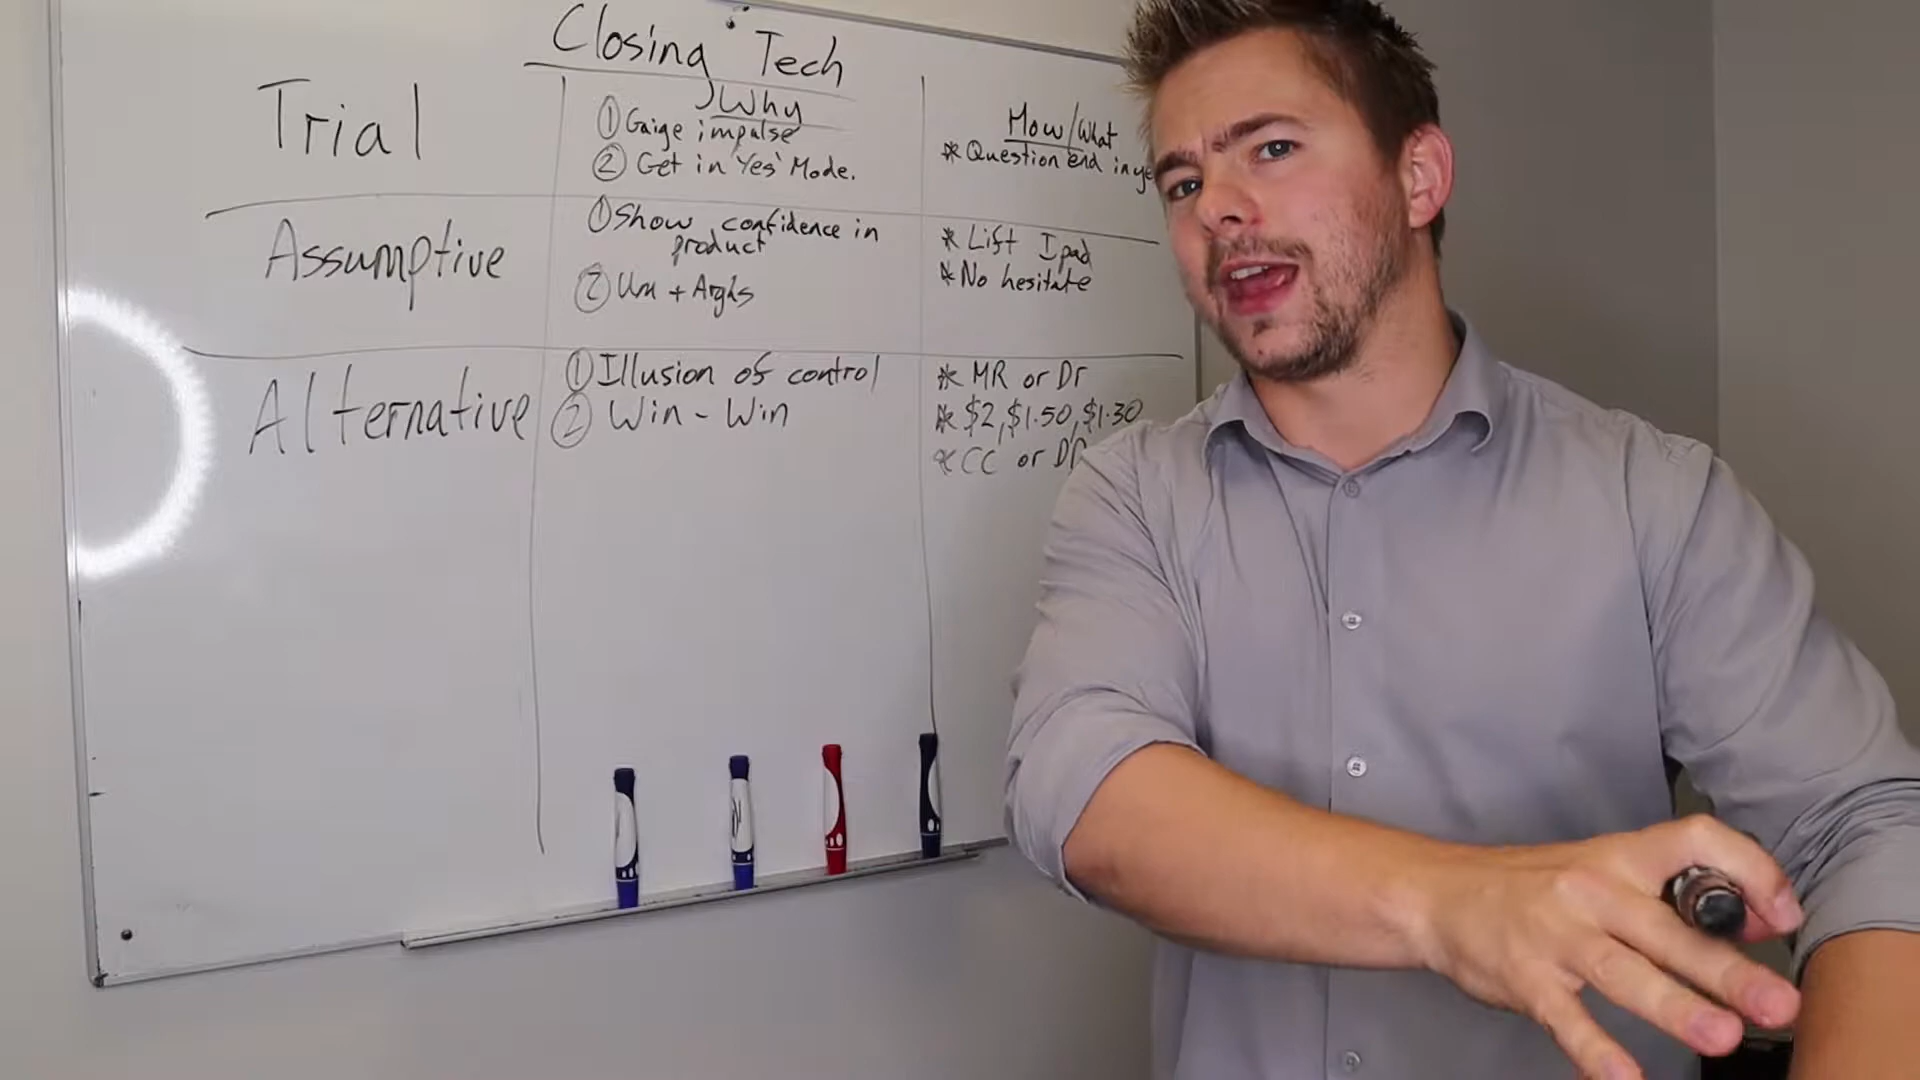 Closing Tech
Why
How/What
Trial
① Gaige impulse
② Get in 'Yes' Mode.
* Question end in ye
Assumptive
① Show confidence in
product
② Um + Arghs
* Lift Ipad
* No hesitate
Alternative
① Illusion of control
② Win - Win
* MR or Dr
* $2, $1.50, $1.30
* CC or